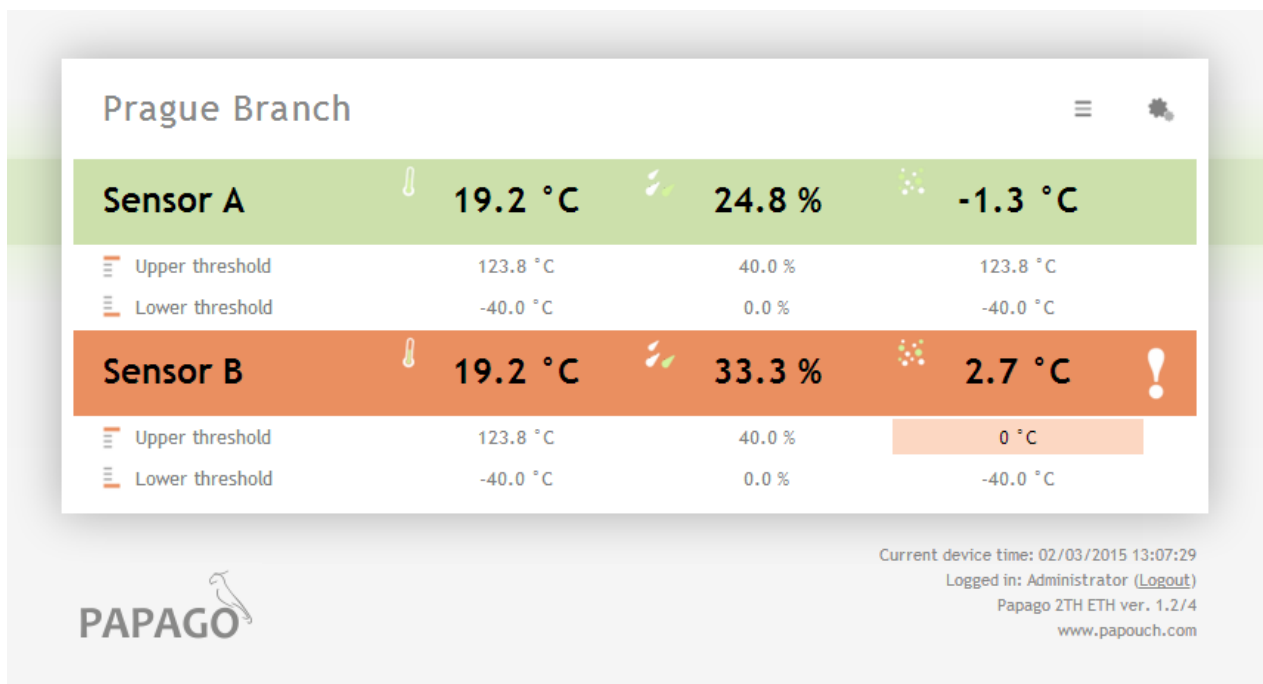 Prague Branch
Sensor A 19.2 °C 24.8 % -1.3 °C
Upper threshold 123.8 °C 40.0 % 123.8 °C
Lower threshold -40.0 °C 0.0 % -40.0 °C
Sensor B 19.2 °C 33.3 % 2.7 °C !
Upper threshold 123.8 °C 40.0 % 0 °C
Lower threshold -40.0 °C 0.0 % -40.0 °C
Current device time: 02/03/2015 13:07:29
Logged in: Administrator (Logout)
Papago 2TH ETH ver. 1.2/4
www.papouch.com
PAPAGO